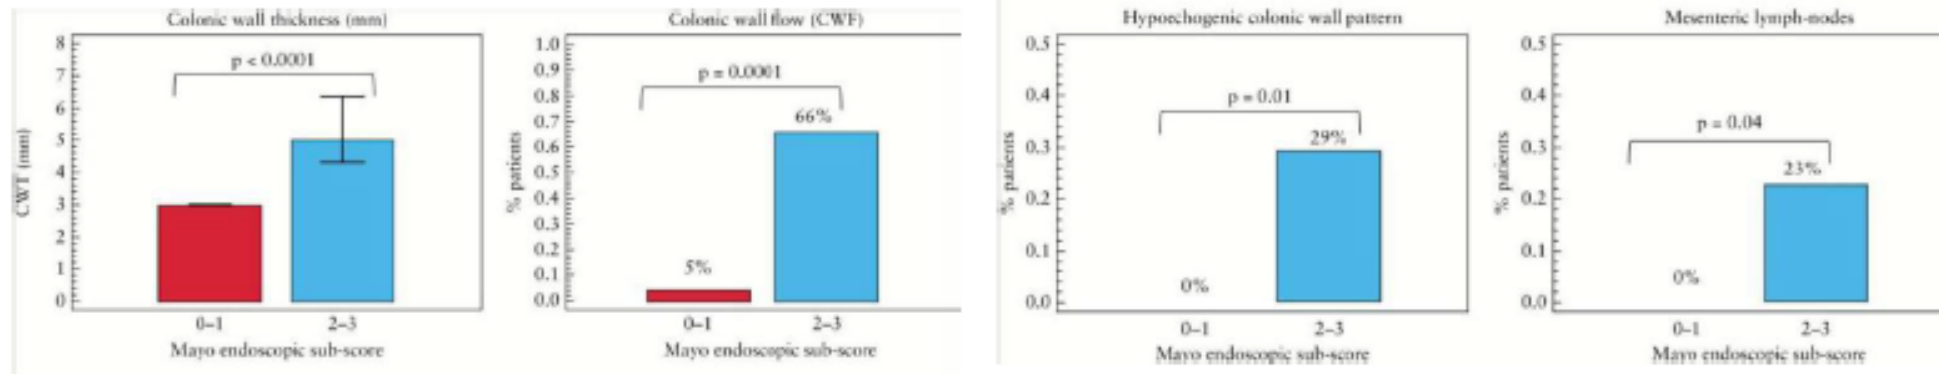 Colonic wall thickness (mm)
8
7
6
5
4
3
2
1
0
CWT (mm)
p < 0.0001
0–1
2–3
Mayo endoscopic sub-score
Colonic wall flow (CWF)
1.0
0.9
0.8
0.7
0.6
0.5
0.4
0.3
0.2
0.1
0.0
% patients
p = 0.0001
5%
66%
0–1
2–3
Mayo endoscopic sub-score
Hypoechogenic colonic wall pattern
0.5
0.4
0.3
0.2
0.1
0.0
% patients
p = 0.01
0%
29%
0–1
2–3
Mayo endoscopic sub-score
Mesenteric lymph-nodes
0.5
0.4
0.3
0.2
0.1
0.0
% patients
p = 0.04
0%
23%
0–1
2–3
Mayo endoscopic sub-score